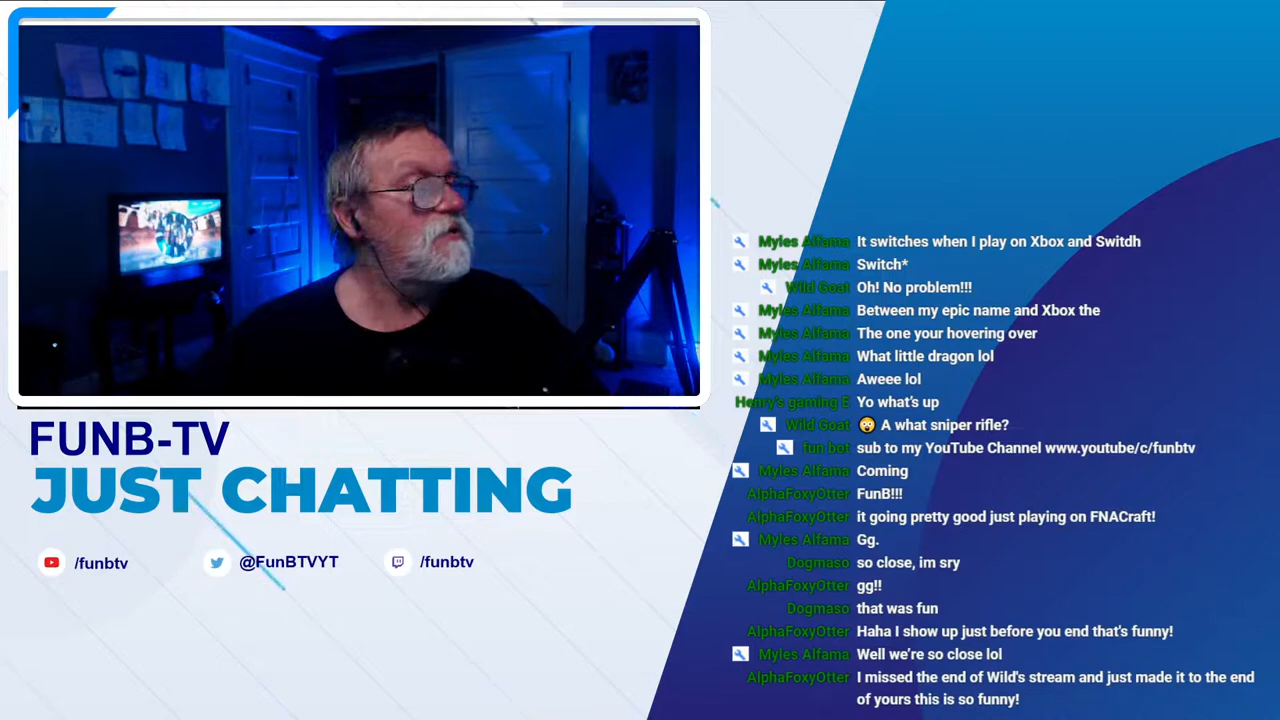 FUNB-TV
JUST CHATTING
/funbtv
@FunBTVYT
/funbtv
Myles Alfama It switches when I play on Xbox and Switdh
Myles Alfama Switch*
Wild Goat Oh! No problem!!!
Myles Alfama Between my epic name and Xbox the
Myles Alfama The one your hovering over
Myles Alfama What little dragon lol
Myles Alfama Aweee lol
Henry's gaming E Yo what's up
Wild Goat 😲 A what sniper rifle?
fun bot sub to my YouTube Channel www.youtube/c/funbtv
Myles Alfama Coming
AlphaFoxyOtter FunB!!!
AlphaFoxyOtter it going pretty good just playing on FNACraft!
Myles Alfama Gg.
Dogmaso so close, im sry
AlphaFoxyOtter gg!!
Dogmaso that was fun
AlphaFoxyOtter Haha I show up just before you end that's funny!
Myles Alfama Well we're so close lol
AlphaFoxyOtter I missed the end of Wild's stream and just made it to the end
of yours this is so funny!